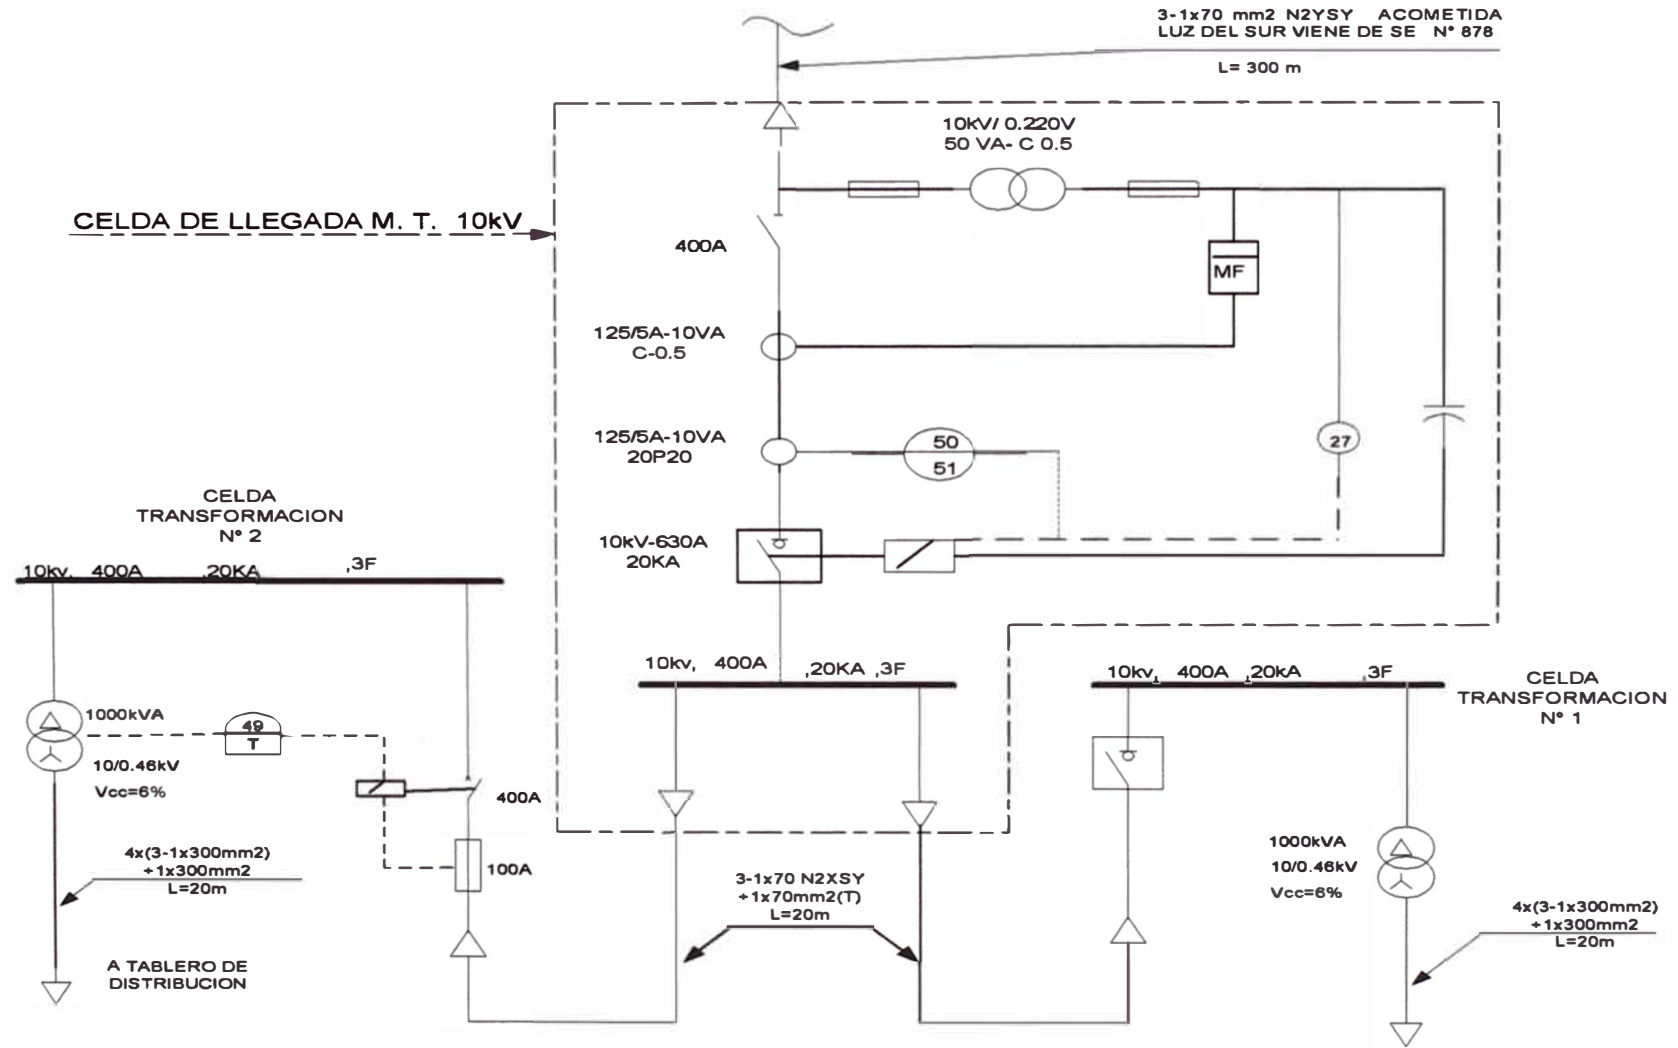 3-1x70 mm2 N2YSY ACOMETIDA
LUZ DEL SUR VIENE DE SE N° 878
L= 300 m
10kV/ 0.220V
50 VA- C 0.5
CELDA DE LLEGADA M. T. 10kV
400A
MF
125/5A-10VA
C-0.5
125/5A-10VA
20P20
50
51
27
CELDA
TRANSFORMACION
N° 2
10kV-630A
20KA
10kv, 400A ,20KA ,3F
10kv, 400A ,20KA ,3F
10kv, 400A ,20kA ,3F
CELDA
TRANSFORMACION
N° 1
1000kVA
49
T
10/0.46kV
Vcc=6%
400A
100A
4x(3-1x300mm2)
+1x300mm2
L=20m
3-1x70 N2XSY
+1x70mm2(T)
L=20m
1000kVA
10/0.46kV
Vcc=6%
4x(3-1x300mm2)
+1x300mm2
L=20m
A TABLERO DE
DISTRIBUCION